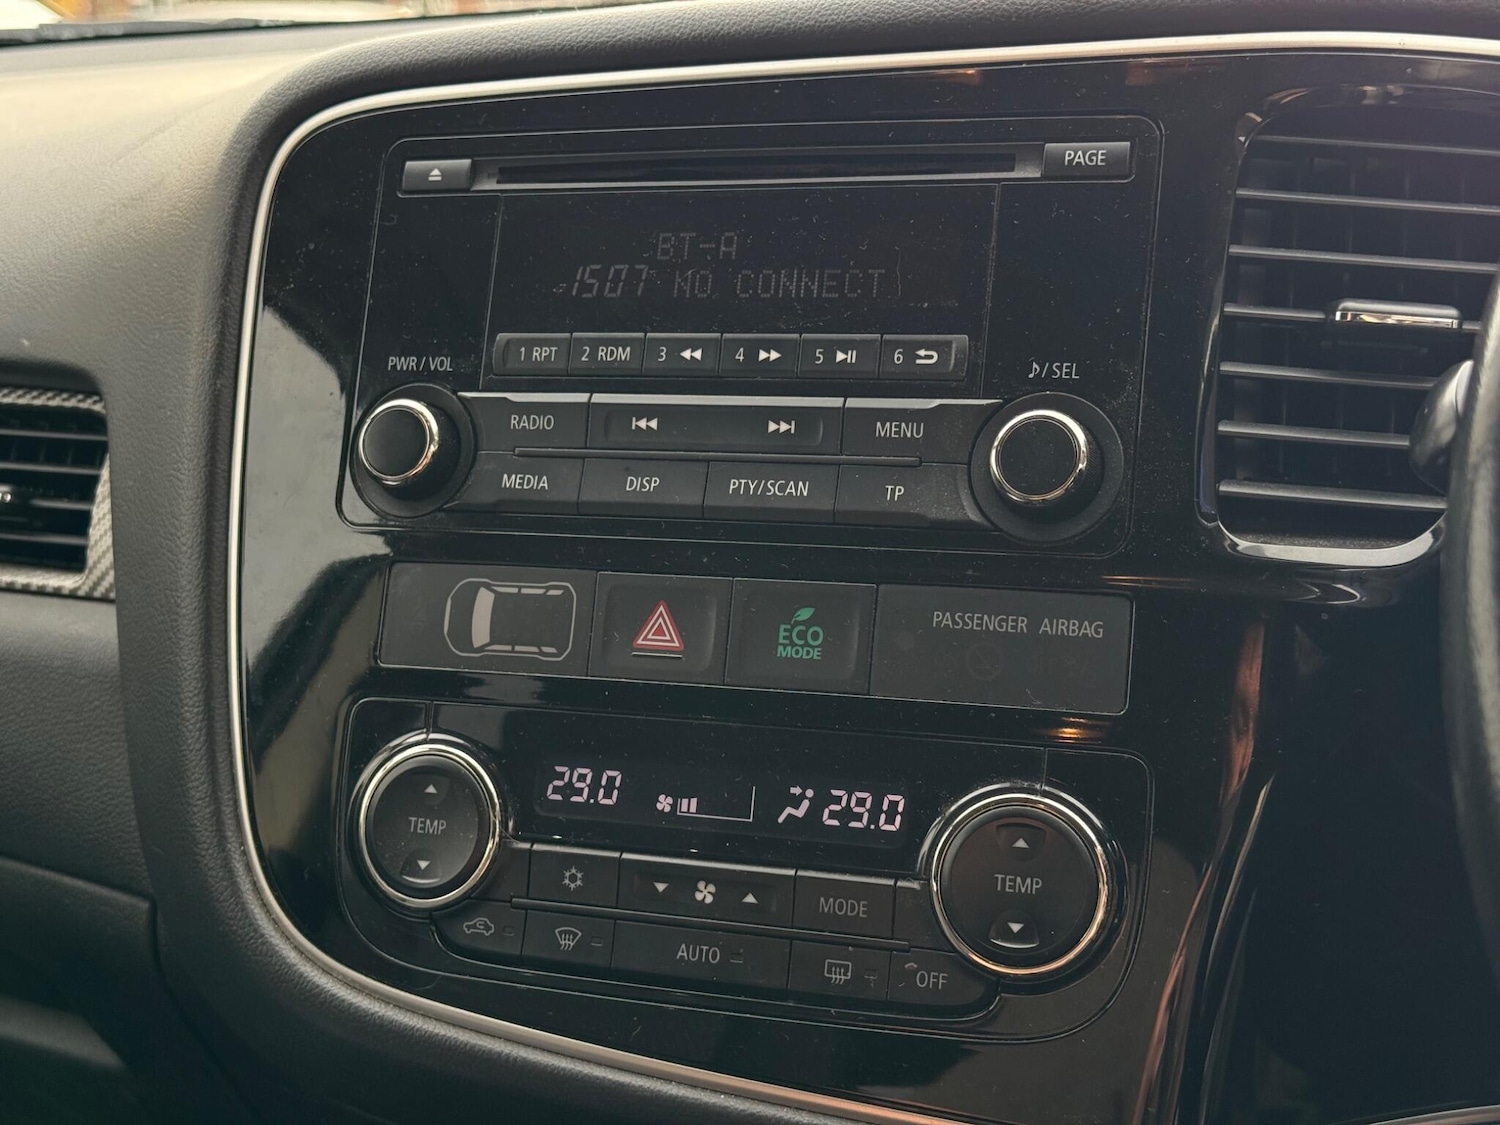 PAGE
BT-A
1507 NO CONNECT
1 RPT 2 RDM 3 4 5 6
PWR / VOL
/ SEL
RADIO MENU
MEDIA DISP PTY/SCAN TP
ECO
MODE
PASSENGER AIRBAG
29.0 29.0
TEMP
TEMP
MODE
AUTO
OFF